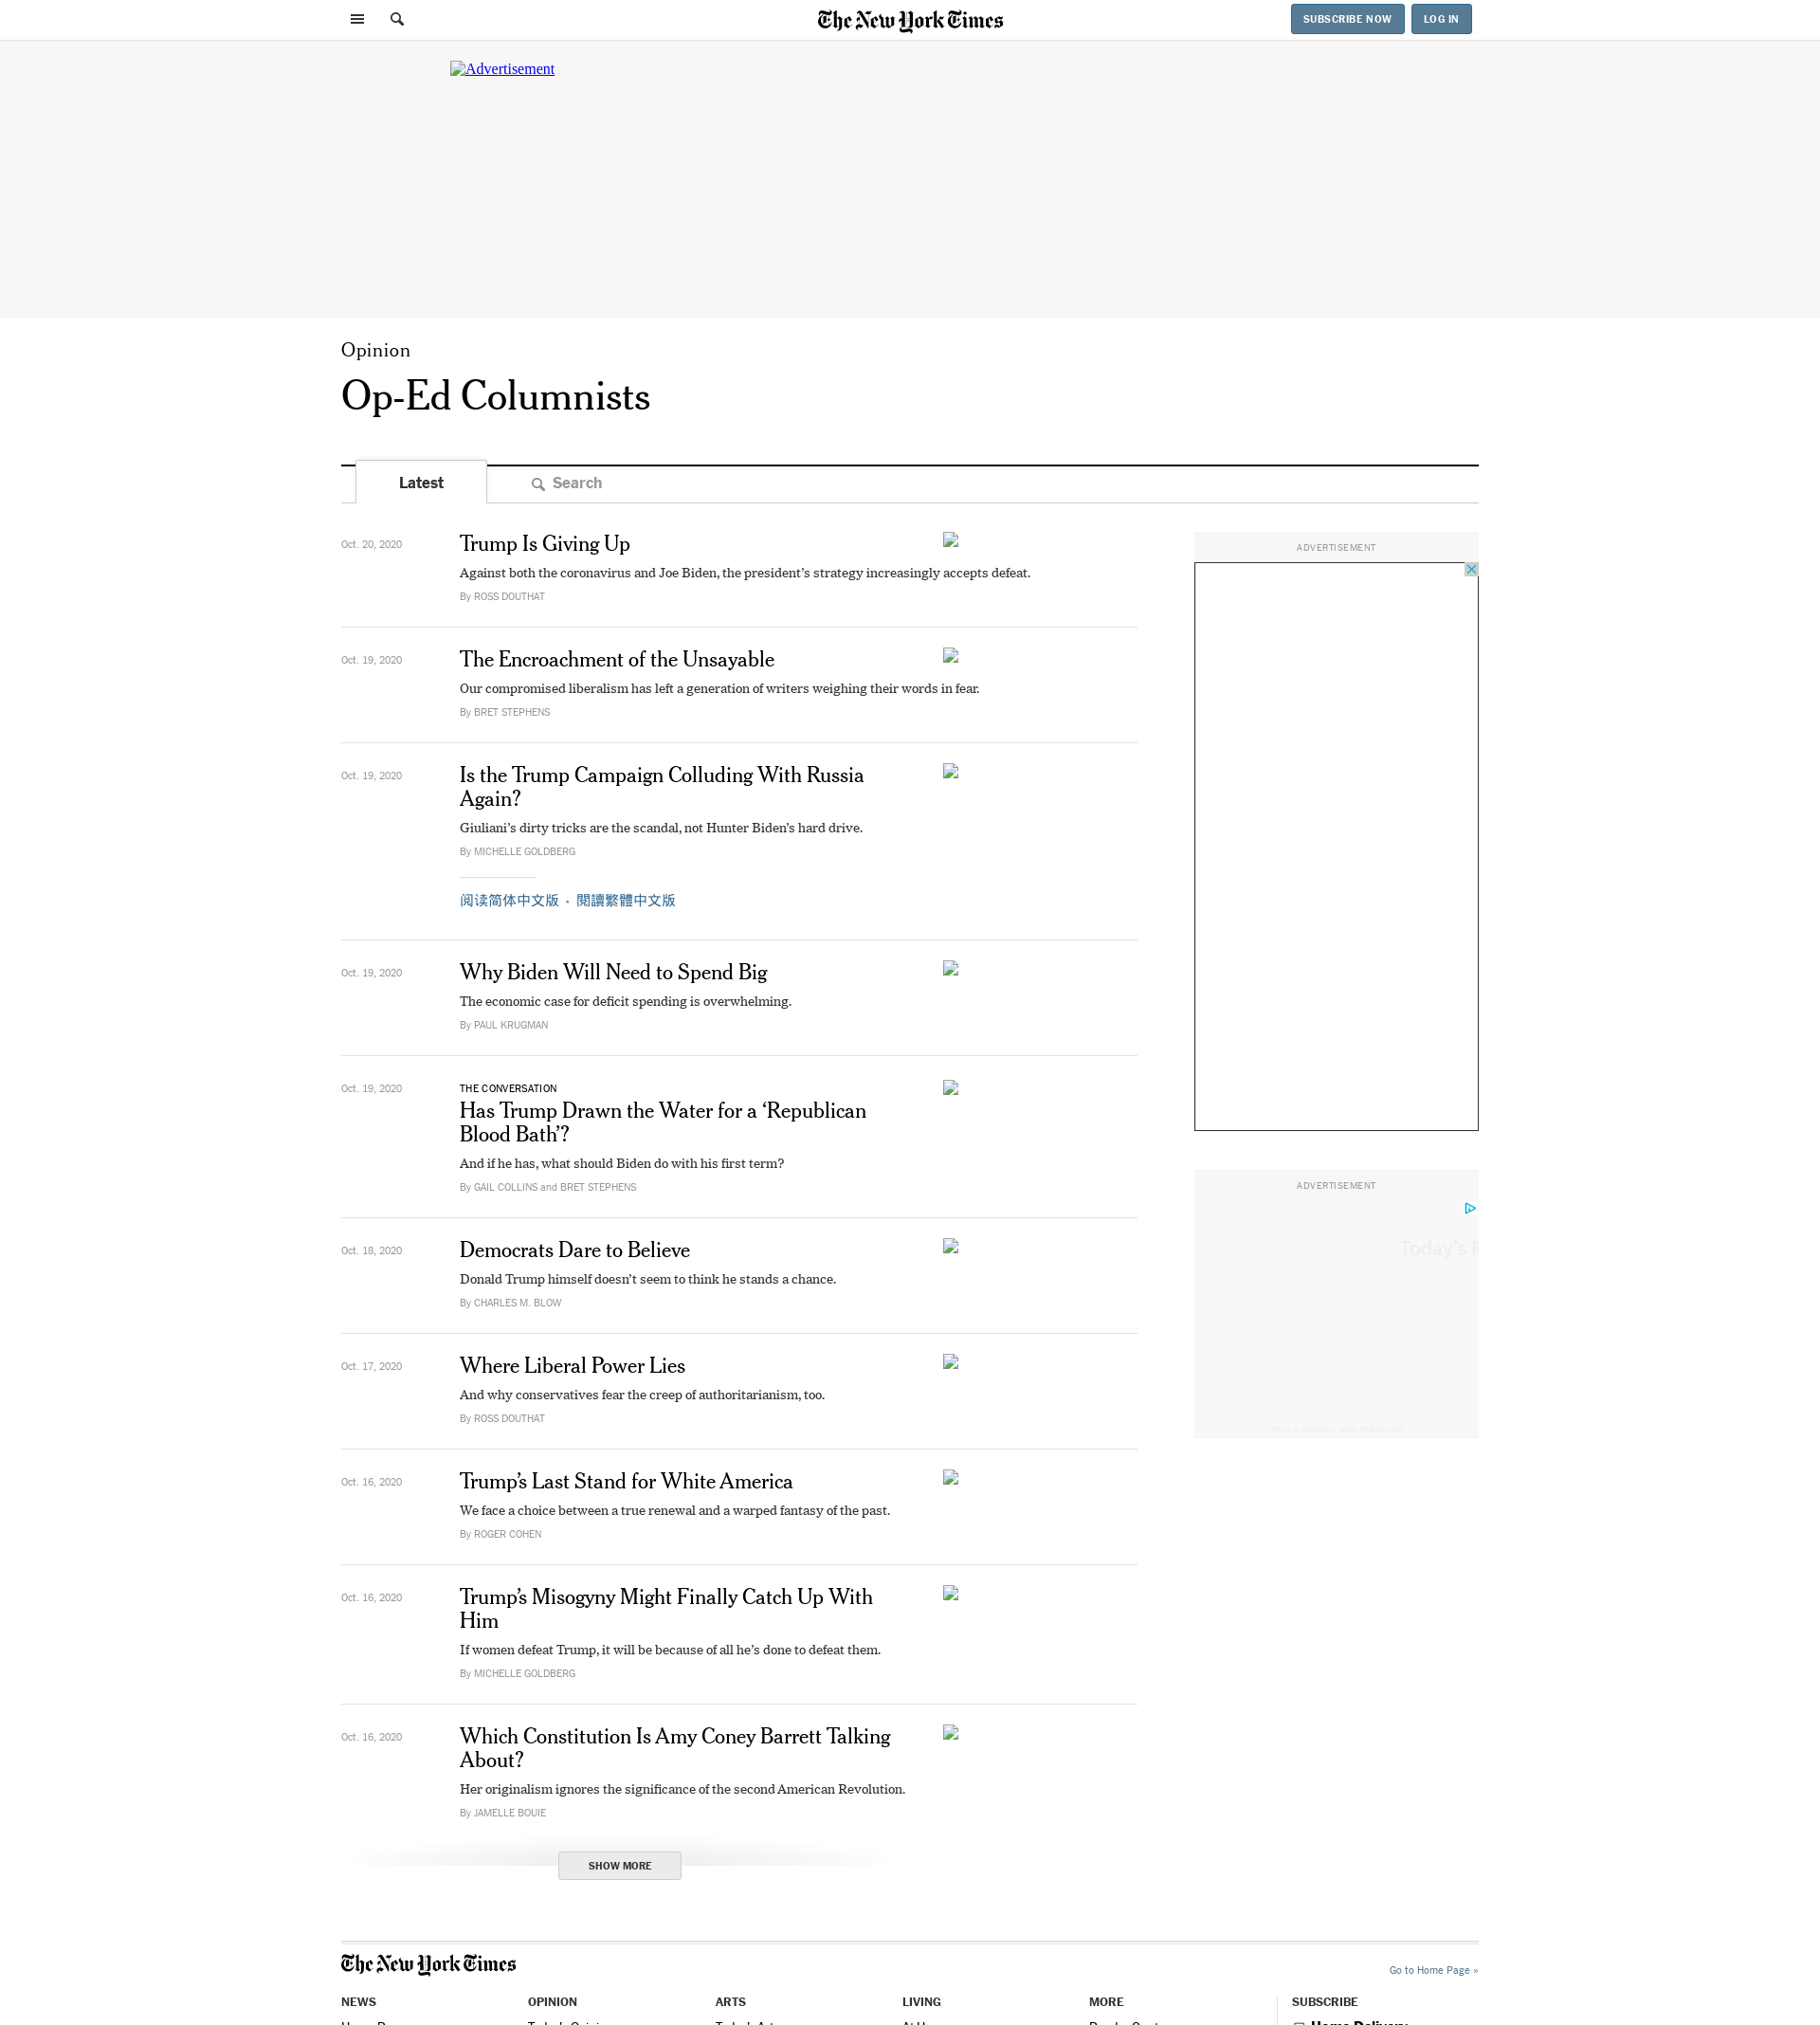 The New York Times
SUBSCRIBE NOW
LOG IN
Advertisement
Opinion
Op-Ed Columnists
Latest
Search
Oct. 20, 2020
Trump Is Giving Up
Against both the coronavirus and Joe Biden, the president’s strategy increasingly accepts defeat.
By ROSS DOUTHAT
Oct. 19, 2020
The Encroachment of the Unsayable
Our compromised liberalism has left a generation of writers weighing their words in fear.
By BRET STEPHENS
Oct. 19, 2020
Is the Trump Campaign Colluding With Russia
Again?
Giuliani’s dirty tricks are the scandal, not Hunter Biden’s hard drive.
By MICHELLE GOLDBERG
阅读简体中文版 • 閱讀繁體中文版
Oct. 19, 2020
Why Biden Will Need to Spend Big
The economic case for deficit spending is overwhelming.
By PAUL KRUGMAN
Oct. 19, 2020
THE CONVERSATION
Has Trump Drawn the Water for a ‘Republican
Blood Bath’?
And if he has, what should Biden do with his first term?
By GAIL COLLINS and BRET STEPHENS
Oct. 18, 2020
Democrats Dare to Believe
Donald Trump himself doesn’t seem to think he stands a chance.
By CHARLES M. BLOW
Oct. 17, 2020
Where Liberal Power Lies
And why conservatives fear the creep of authoritarianism, too.
By ROSS DOUTHAT
Oct. 16, 2020
Trump’s Last Stand for White America
We face a choice between a true renewal and a warped fantasy of the past.
By ROGER COHEN
Oct. 16, 2020
Trump’s Misogyny Might Finally Catch Up With
Him
If women defeat Trump, it will be because of all he’s done to defeat them.
By MICHELLE GOLDBERG
Oct. 16, 2020
Which Constitution Is Amy Coney Barrett Talking
About?
Her originalism ignores the significance of the second American Revolution.
By JAMELLE BOUIE
SHOW MORE
ADVERTISEMENT
ADVERTISEMENT
Today's
The New York Times
Go to Home Page »
NEWS
OPINION
ARTS
LIVING
MORE
SUBSCRIBE
Home Delivery